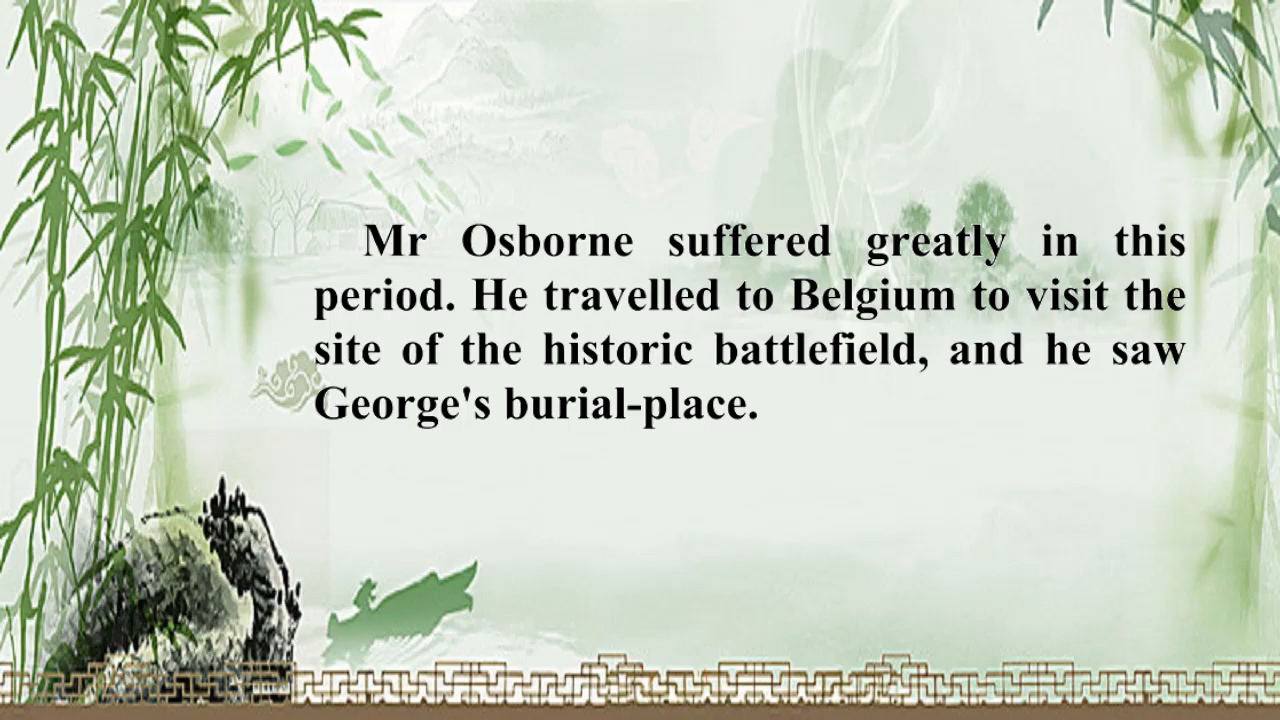 Mr Osborne suffered greatly in this
period. He travelled to Belgium to visit the
site of the historic battlefield, and he saw
George's burial-place.